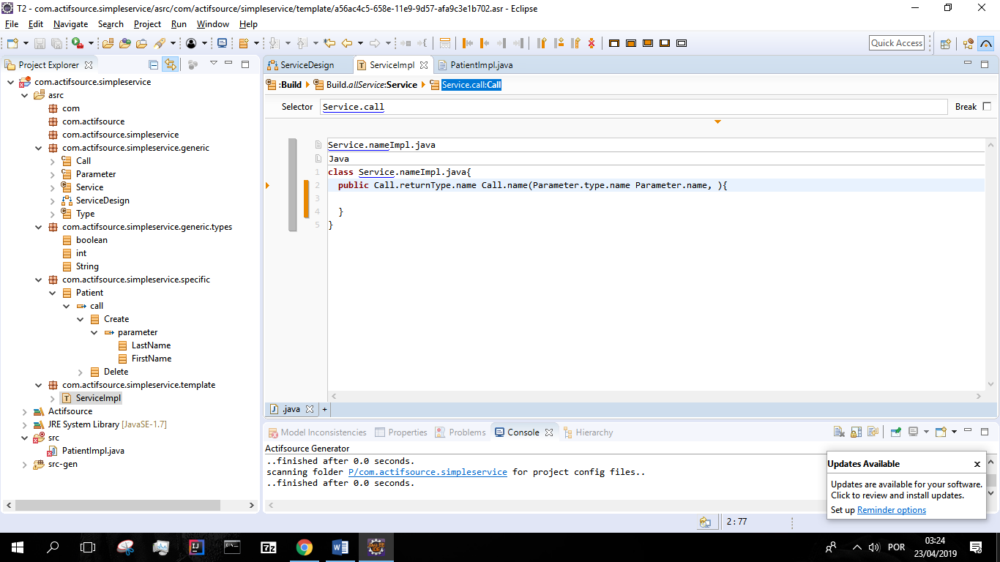 T2 - com.actifsource.simpleservice/asrc/com/actifsource/simpleservice/template/a56ac4c5-658e-11e9-9d57-afa9c3e1b702.asr - Eclipse
File Edit Navigate Search Project Run Window Help
Quick Access
Project Explorer
com.actifsource.simpleservice
asrc
com
com.actifsource
com.actifsource.simpleservice
com.actifsource.simpleservice.generic
Call
Parameter
Service
ServiceDesign
Type
com.actifsource.simpleservice.generic.types
boolean
int
String
com.actifsource.simpleservice.specific
Patient
call
Create
parameter
LastName
FirstName
Delete
com.actifsource.simpleservice.template
ServiceImpl
Actifsource
JRE System Library [JavaSE-1.7]
src
PatientImpl.java
src-gen
ServiceDesign ServiceImpl PatientImpl.java
:Build Build.allService:Service Service.call:Call
Selector Service.call Break
Service.nameImpl.java
Java
1 class Service.nameImpl.java{
2 public Call.returnType.name Call.name(Parameter.type.name Parameter.name, ){
3
4 }
5 }
.java +
Model Inconsistencies Properties Problems Console Hierarchy
Actifsource Generator
..finished after 0.0 seconds.
scanning folder P/com.actifsource.simpleservice for project config files..
..finished after 0.0 seconds.
Updates Available x
Updates are available for your software.
Click to review and install updates.
Set up Reminder options
2 : 77
7z
POR
03:24
23/04/2019